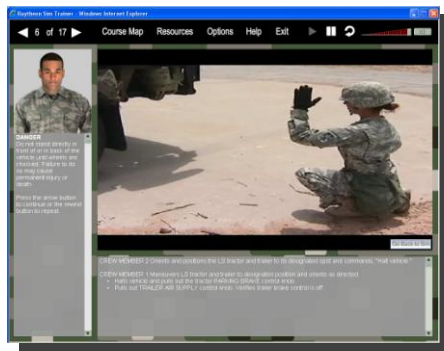 Raytheon Sim Trainer - Windows Internet Explorer
6 of 17
Course Map Resources Options Help Exit
DANGER
Do not stand directly in
front of or in back of the
vehicle until wheels are
chocked. Failure to do
so may cause
permanent injury or
death.
Press the arrow button
to continue or the rewind
button to repeat.
Go Back to Sim
CREW MEMBER 2 Orients and positions the LS tractor and trailer to its designated spot and commands, "Halt vehicle."
CREW MEMBER 1 Maneuvers LS tractor and trailer to designated position and orients as directed.
• Halts vehicle and pulls out the tractor PARKING BRAKE control knob.
• Pulls out TRAILER AIR SUPPLY control knob. Verifies trailer brake control is off.